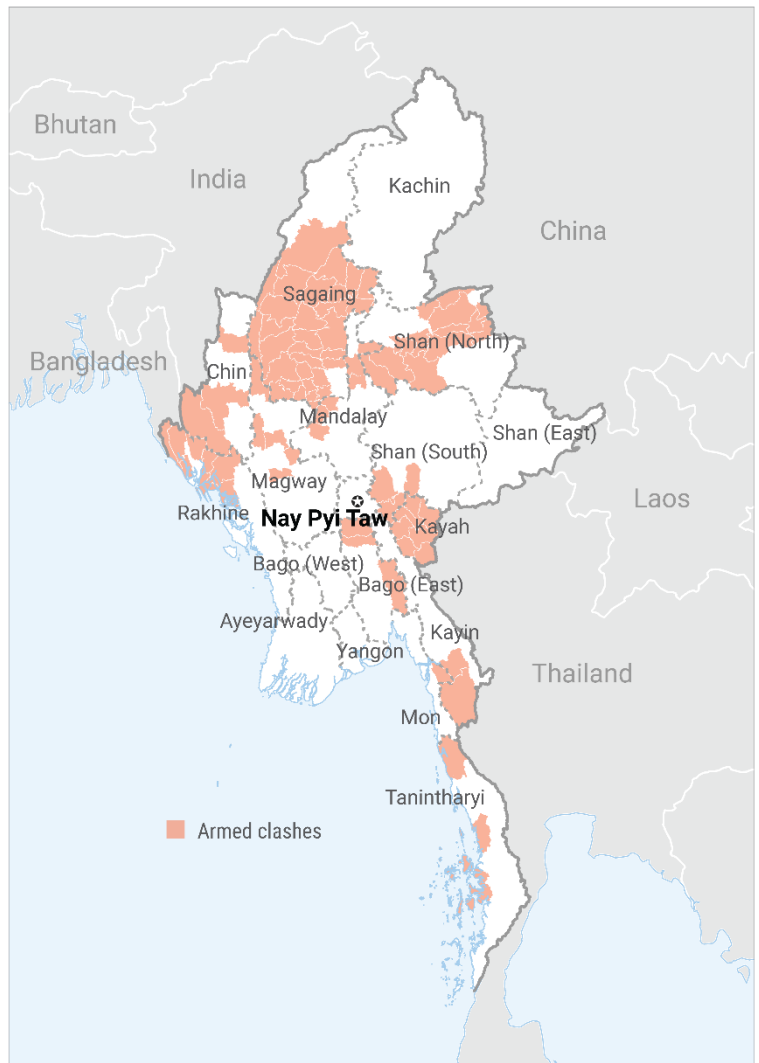 Bhutan
India
Kachin
China
Sagaing
Shan (North)
Bangladesh
Chin
Mandalay
Shan (East)
Shan (South)
Magway
Laos
Rakhine
Nay Pyi Taw
Kayah
Bago (West)
Bago (East)
Ayeyarwady
Kayin
Yangon
Thailand
Mon
Tanintharyi
Armed clashes